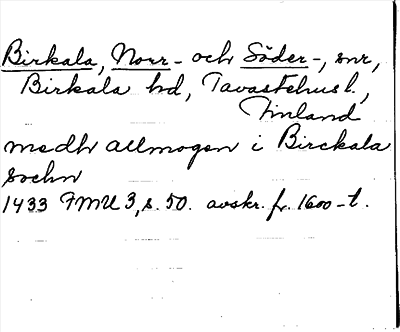 Birkala, Norr- och Söder-, snr,
Birkala hd, Tavastehus l.,
Finland
medh allmogen i Birckala
sochn
1433 FMU 3, s. 50. avskr. fr. 1600-t.